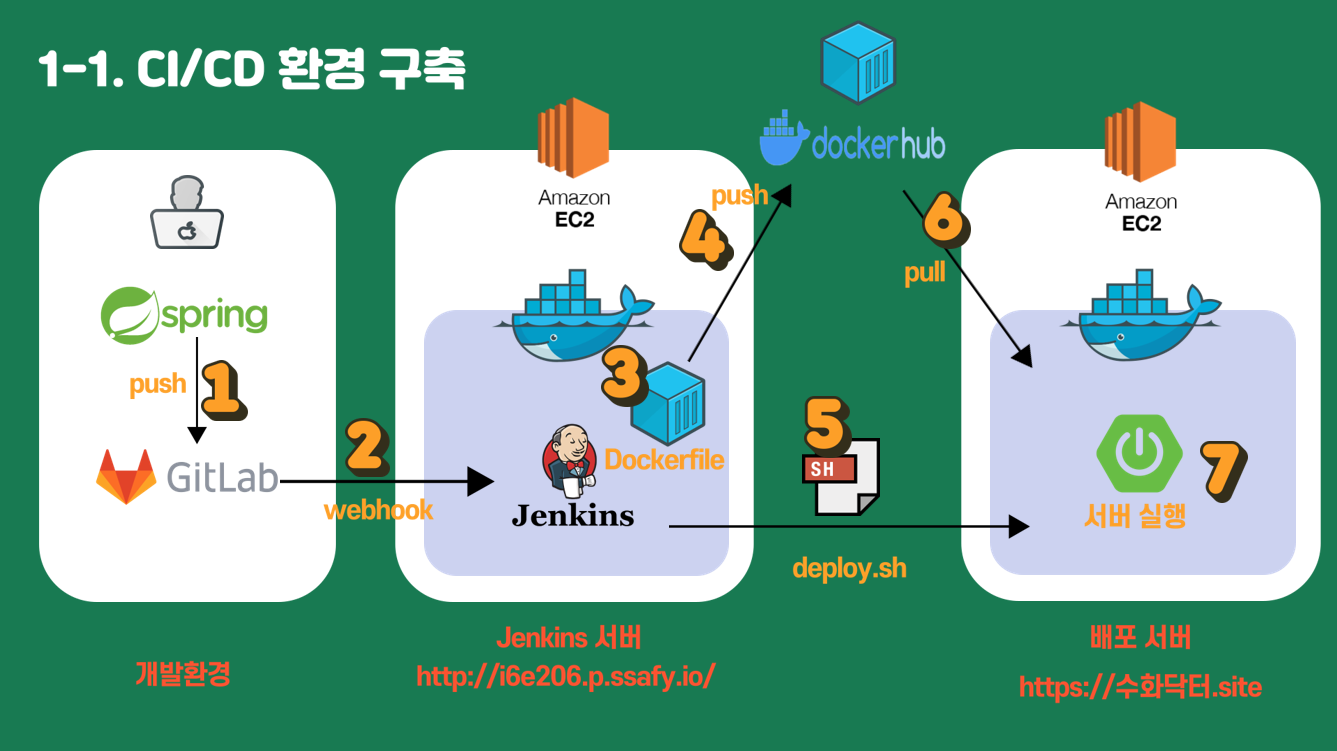 1-1. CI/CD 환경 구축
spring
push
1
GitLab
2
webhook
개발환경
Amazon
EC2
3
Dockerfile
Jenkins
Jenkins 서버
http://i6e206.p.ssafy.io/
dockerhub
push
4
5
SH
deploy.sh
6
pull
Amazon
EC2
7
서버 실행
배포 서버
https://수화닥터.site